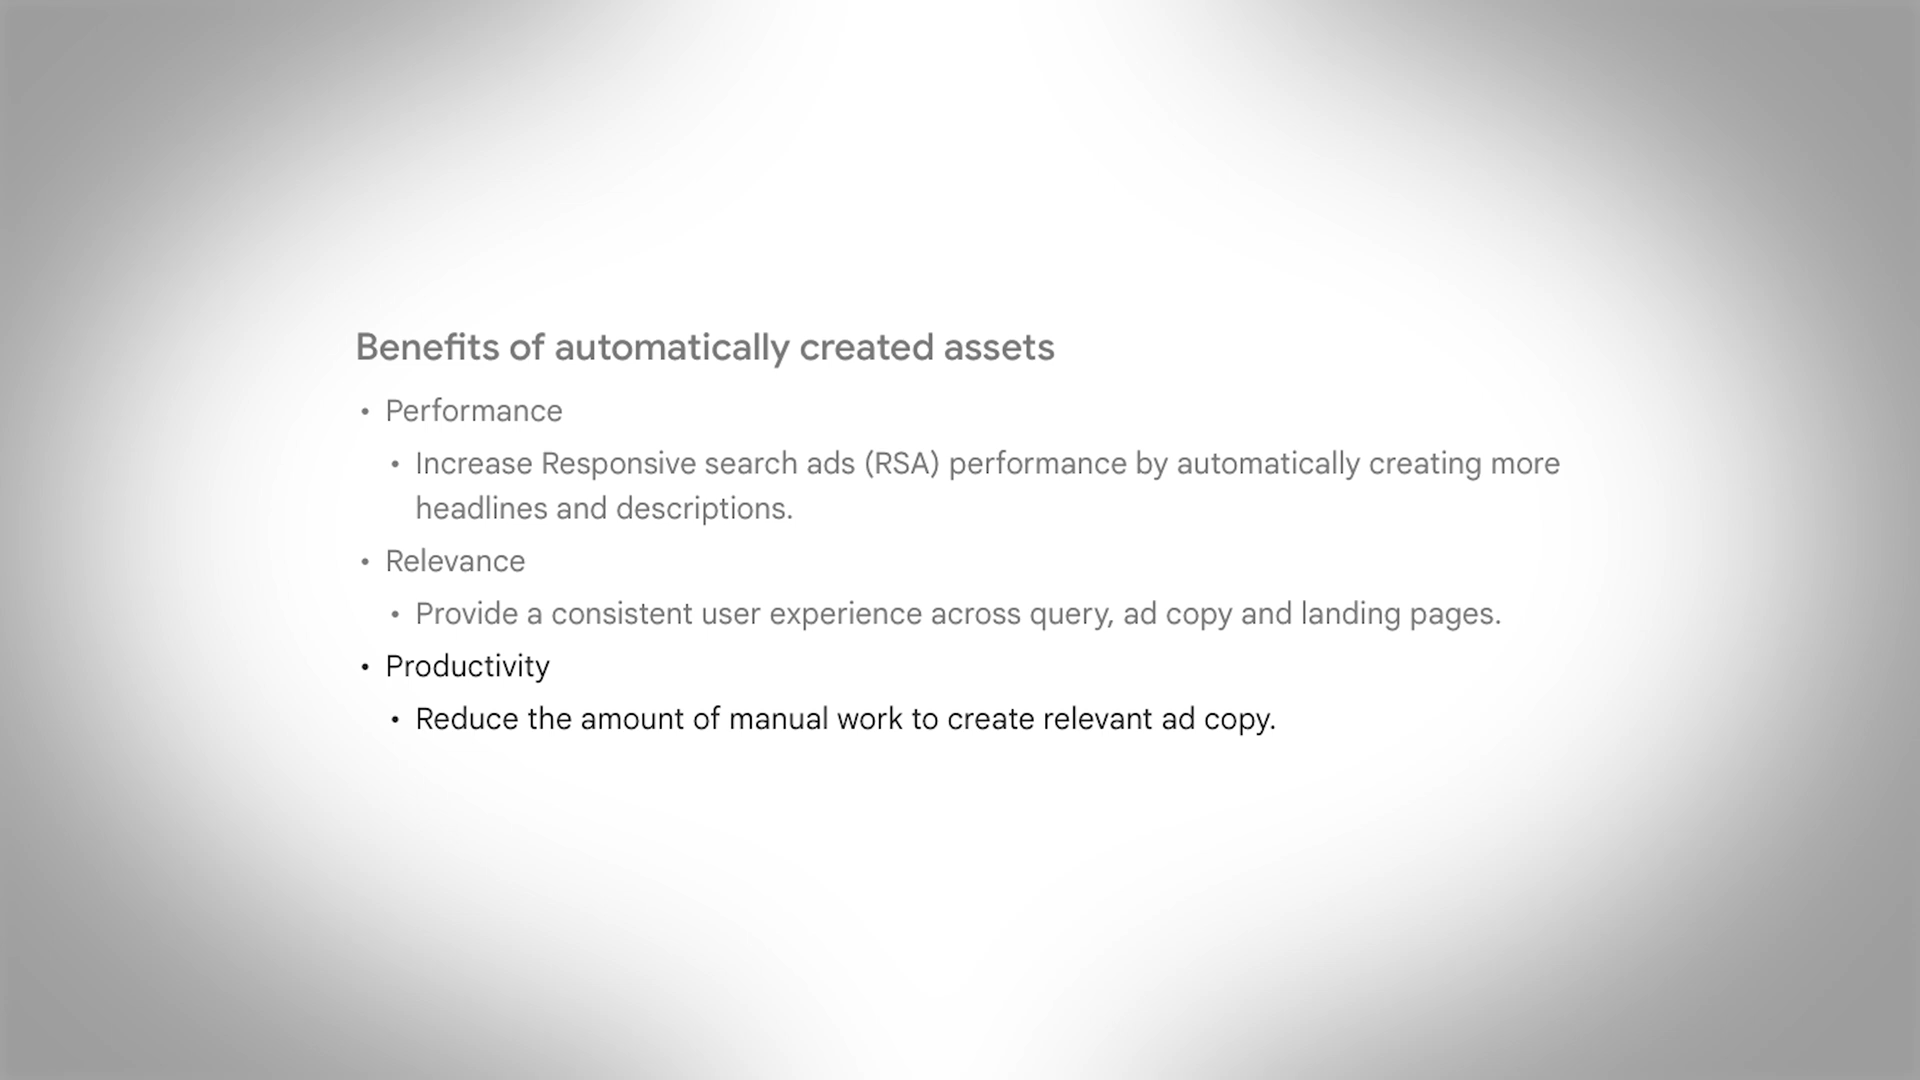 Benefits of automatically created assets
• Performance
• Increase Responsive search ads (RSA) performance by automatically creating more
headlines and descriptions.
• Relevance
• Provide a consistent user experience across query, ad copy and landing pages.
• Productivity
• Reduce the amount of manual work to create relevant ad copy.